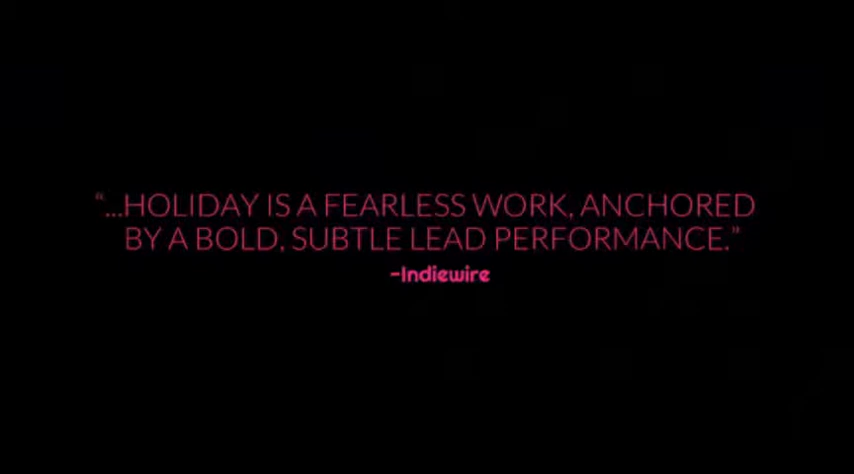 “...HOLIDAY IS A FEARLESS WORK, ANCHORED
BY A BOLD, SUBTLE LEAD PERFORMANCE.”
-Indiewire